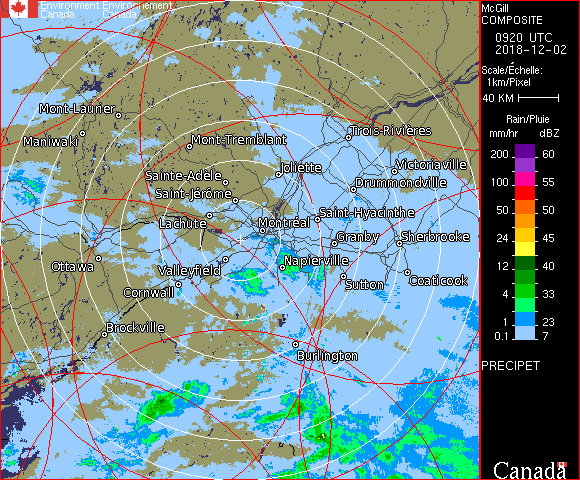 Environment Environnement
Canada Canada
McGill
COMPOSITE
0920 UTC
2018-12-02
Scale/Échelle:
1km/Pixel
40 KM
Rain/Pluie
mm/hr dBZ
200 60
100 55
50 50
24 45
12 40
4 33
1 23
0.1 7
PRECIPET
Canada
Mont-Laurier
Maniwaki
Mont-Tremblant
Trois-Rivières
Joliette
Victoriaville
Sainte-Adèle
Drummondville
Saint-Jérôme
Lachute
Montréal
Saint-Hyacinthe
Granby
Sherbrooke
Ottawa
Valleyfield
Napierville
Cornwall
Sutton
Coaticook
Brockville
Burlington